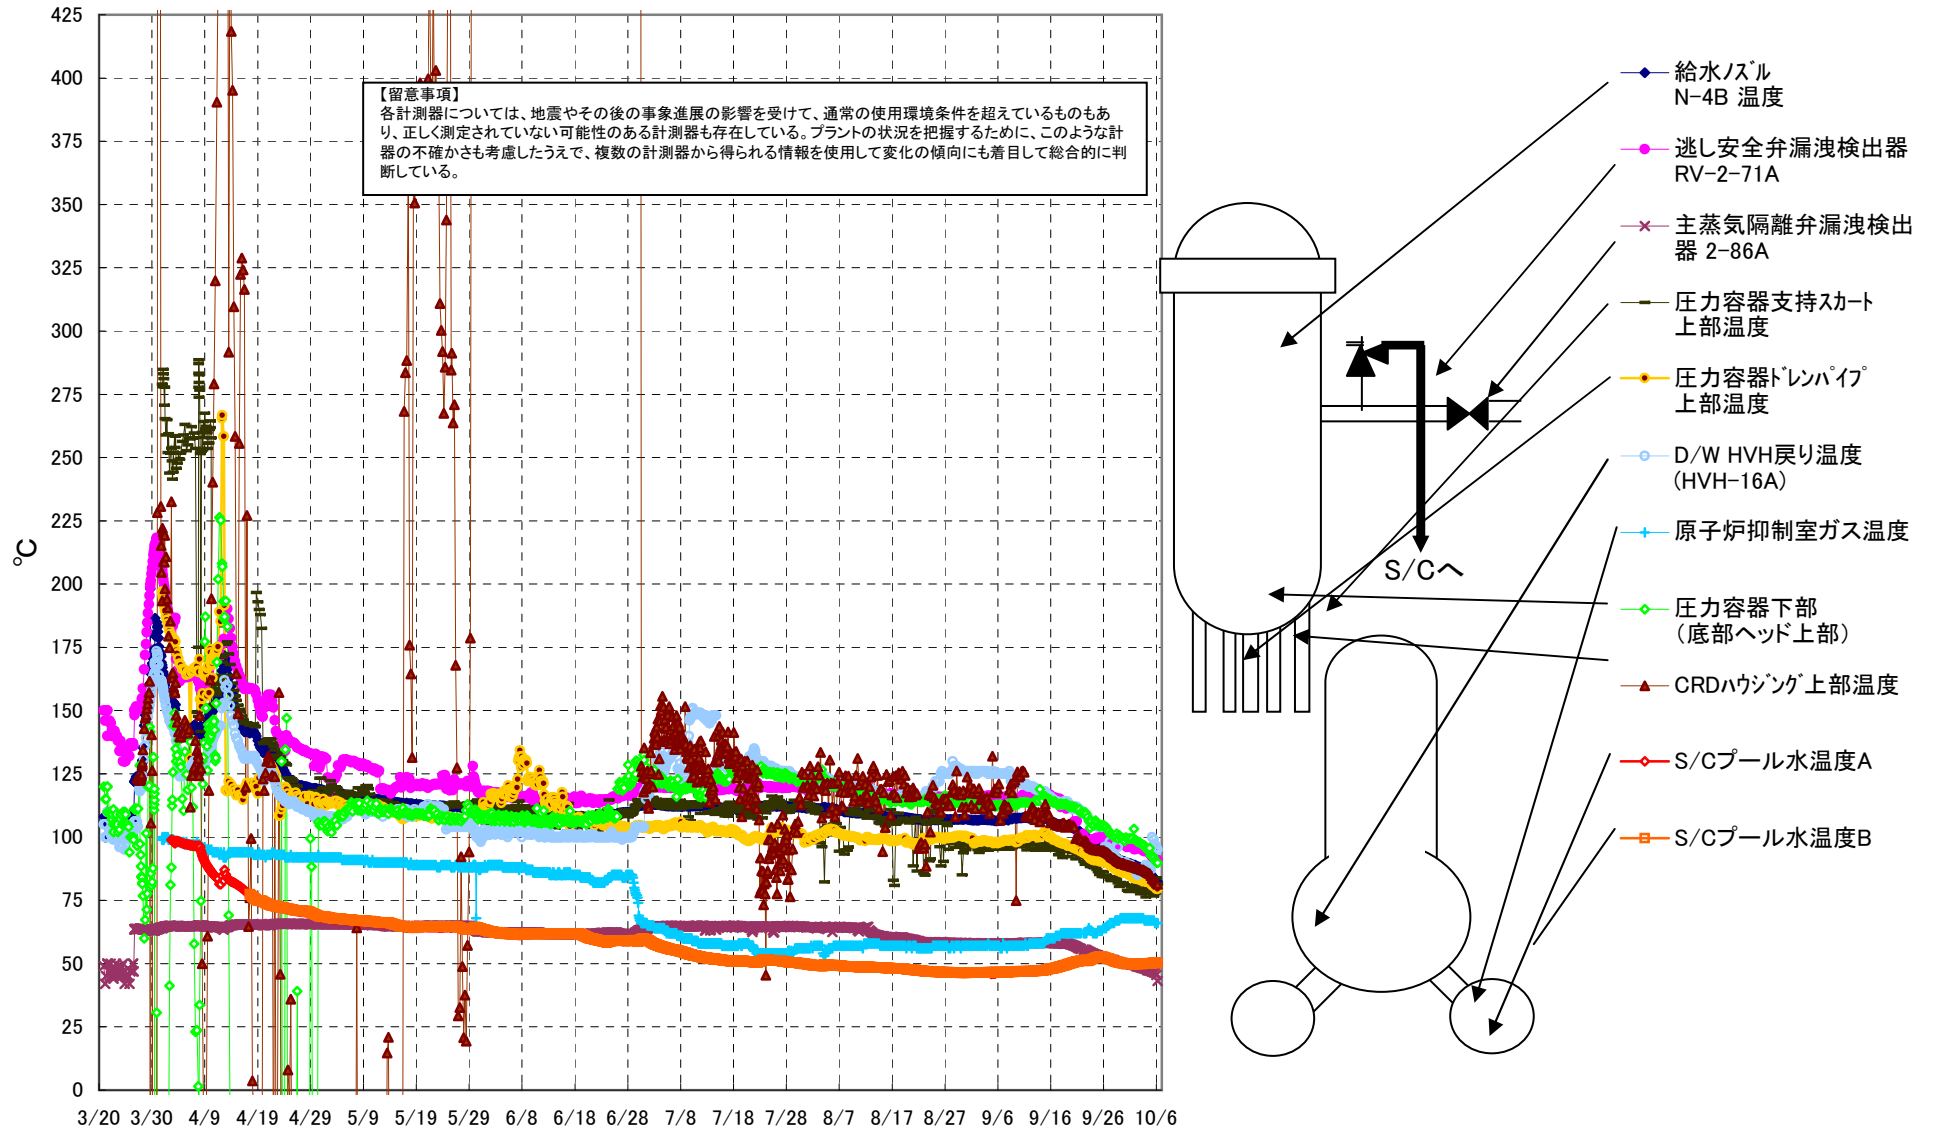 425
400
375
350
325
300
275
250
225
200
175
150
125
100
75
50
25
0
℃
3/20 3/30 4/9 4/19 4/29 5/9 5/19 5/29 6/8 6/18 6/28 7/8 7/18 7/28 8/7 8/17 8/27 9/6 9/16 9/26 10/6
【留意事項】
各計測器については、地震やその後の事象進展の影響を受けて、通常の使用環境条件を超えているものもあ
り、正しく測定されていない可能性のある計測器も存在している。プラントの状況を把握するために、このような計
器の不確かさも考慮したうえで、複数の計測器から得られる情報を使用して変化の傾向にも着目して総合的に判
断している。
S/Cへ
給水ﾉｽﾞﾙ
N-4B 温度
逃し安全弁漏洩検出器
RV-2-71A
主蒸気隔離弁漏洩検出
器 2-86A
圧力容器支持ｽｶｰﾄ
上部温度
圧力容器ﾄﾞﾚﾝﾊﾟｲﾌﾟ
上部温度
D/W HVH戻り温度
(HVH-16A)
原子炉抑制室ガス温度
圧力容器下部
（底部ヘッド上部）
CRDﾊｳｼﾞﾝｸﾞ上部温度
S/Cプール水温度A
S/Cプール水温度B